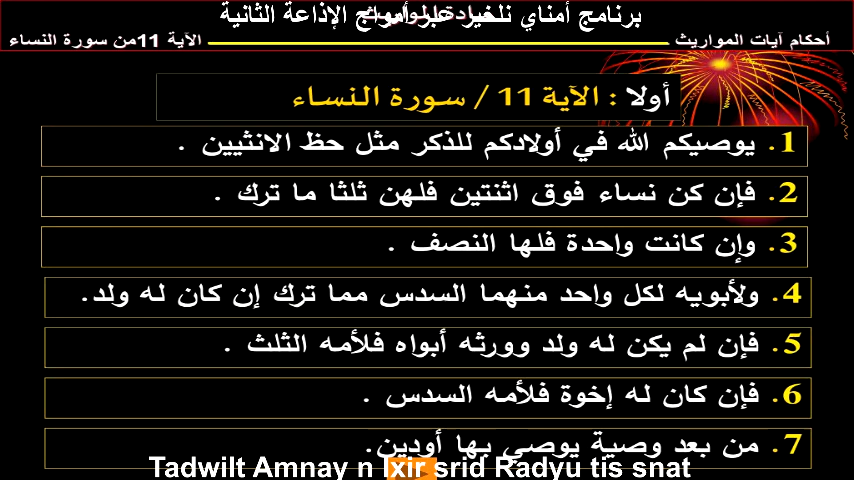 برنامج أمناي نلخير عبر أمواج الإذاعة الثانية
أحكام آيات المواريث
الآية 11من سورة النساء
أولا : الآية 11 / سورة النساء
1. يوصيكم الله في أولادكم للذكر مثل حظ الانثيين .
2. فإن كن نساء فوق اثنتين فلهن ثلثا ما ترك .
3. وإن كانت واحدة فلها النصف .
4. ولأبويه لكل واحد منهما السدس مما ترك إن كان له ولد.
5. فإن لم يكن له ولد وورثه أبواه فلأمه الثلث .
6. فإن كان له إخوة فلأمه السدس .
7. من بعد وصية يوصي بها أودين.
Tadwilt Amnay n lxir srid Radyu tis snat